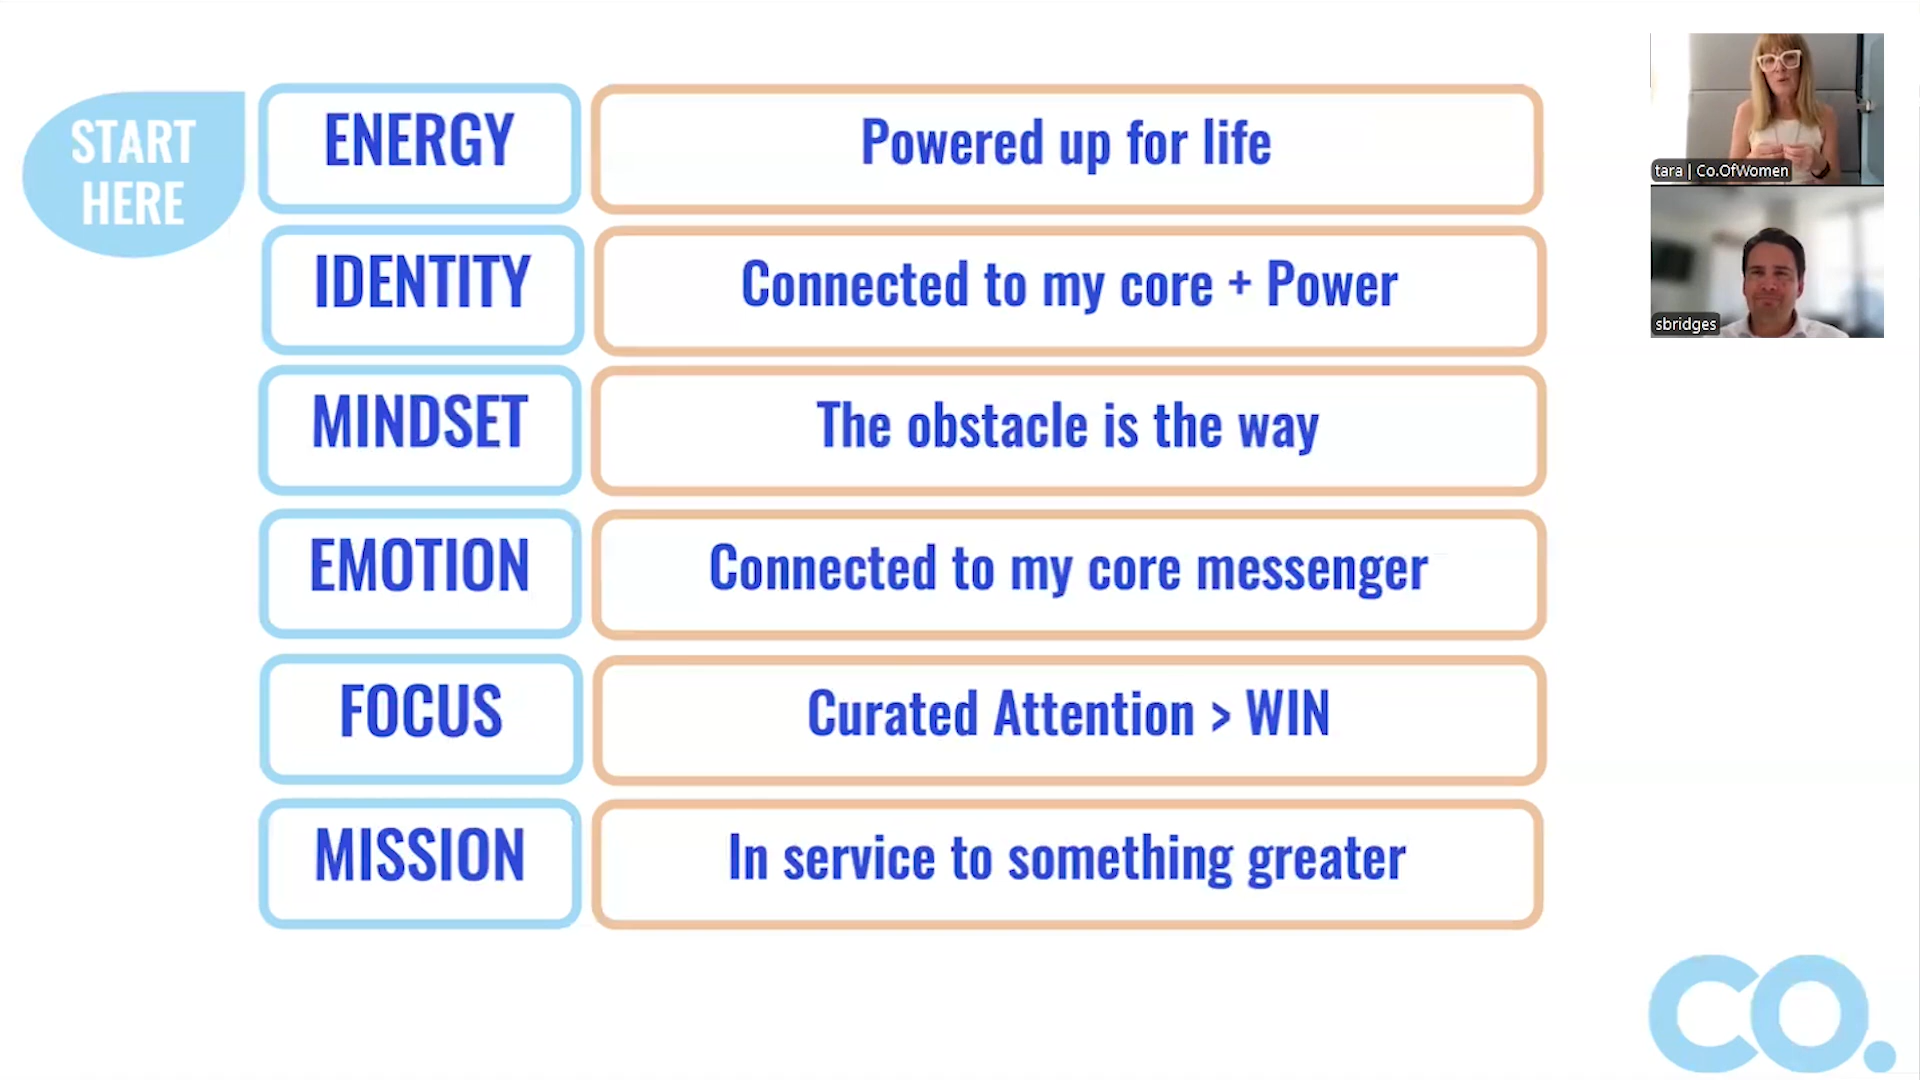 START
HERE
ENERGY
Powered up for life
IDENTITY
Connected to my core + Power
MINDSET
The obstacle is the way
EMOTION
Connected to my core messenger
FOCUS
Curated Attention > WIN
MISSION
In service to something greater
tara | Co.OfWomen
sbridges
CO.